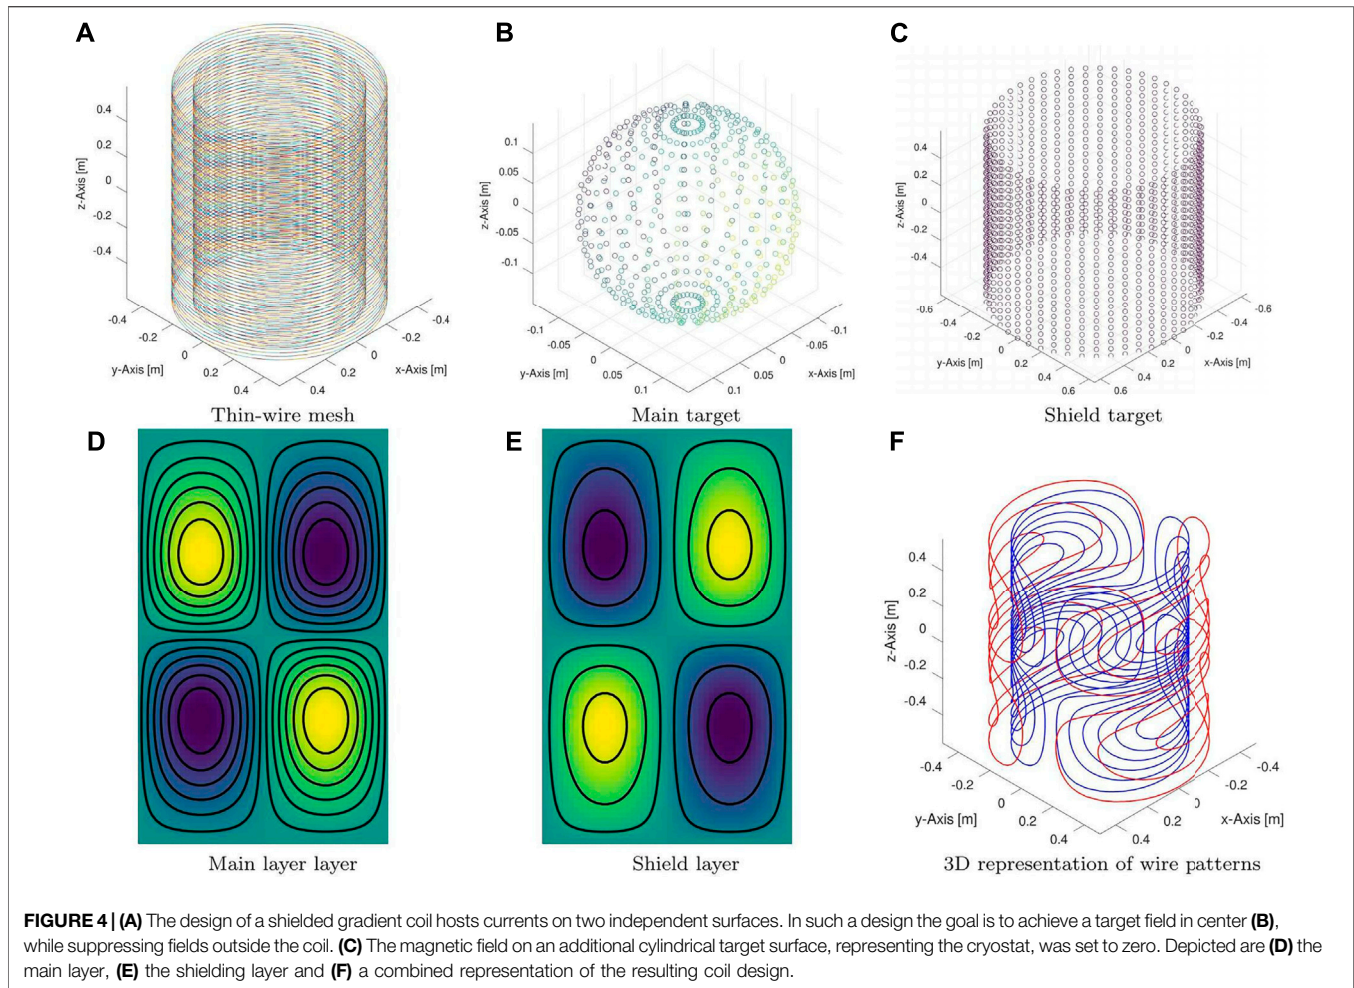 A
B
C
0.4
0.2
0
-0.2
-0.4
z-Axis [m]
-0.4
-0.2
0
0.2
0.4
y-Axis [m]
-0.4
-0.2
0
0.2
0.4
x-Axis [m]
Thin-wire mesh
0.1
0.05
0
-0.05
-0.1
z-Axis [m]
-0.1
-0.05
0
0.05
0.1
y-Axis [m]
-0.1
-0.05
0
0.05
0.1
x-Axis [m]
Main target
0.4
0.2
0
-0.2
-0.4
z-Axis [m]
-0.6
-0.4
-0.2
0
0.2
0.4
0.6
y-Axis [m]
-0.6
-0.4
-0.2
0
0.2
0.4
0.6
x-Axis [m]
Shield target
D
E
F
Main layer layer
Shield layer
0.4
0.2
0
-0.2
-0.4
z-Axis [m]
-0.4
-0.2
0
0.2
0.4
y-Axis [m]
-0.4
-0.2
0
0.2
0.4
x-Axis [m]
3D representation of wire patterns
FIGURE 4 | (A) The design of a shielded gradient coil hosts currents on two independent surfaces. In such a design the goal is to achieve a target field in center (B),
while suppressing fields outside the coil. (C) The magnetic field on an additional cylindrical target surface, representing the cryostat, was set to zero. Depicted are (D) the
main layer, (E) the shielding layer and (F) a combined representation of the resulting coil design.